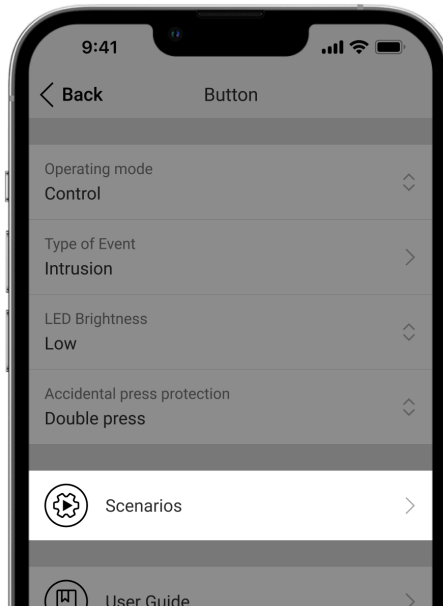 9:41
Back
Button
Operating mode
Control
Type of Event
Intrusion
LED Brightness
Low
Accidental press protection
Double press
Scenarios
User Guide